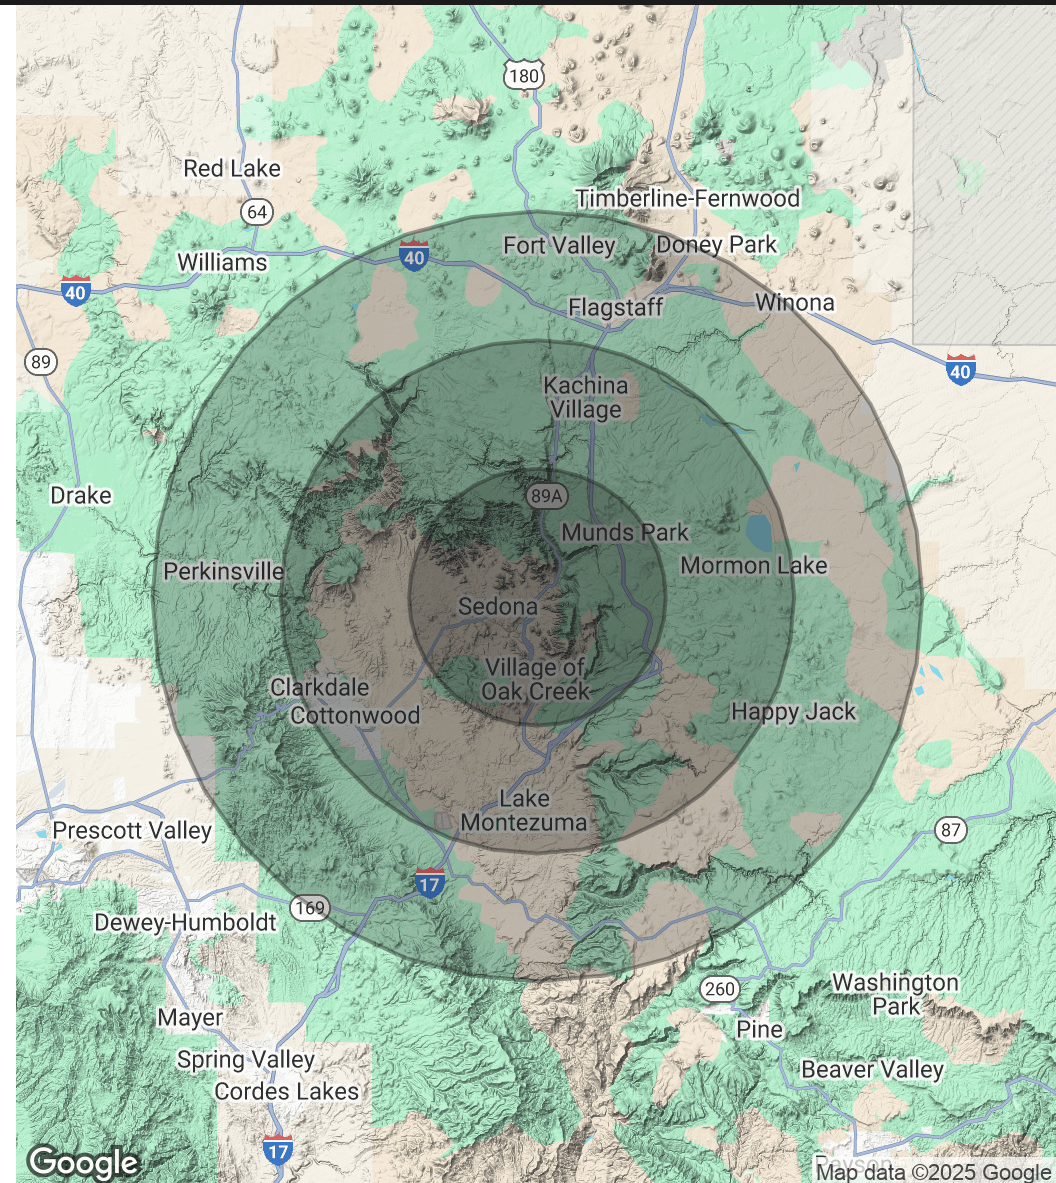 180
Red Lake
Timberline-Fernwood
64
Fort Valley
Doney Park
40
Williams
40
Flagstaff
Winona
89
40
Kachina
Village
Drake
89A
Munds Park
Perkinsville
Mormon Lake
Sedona
Village of
Oak Creek
Clarkdale
Cottonwood
Happy Jack
Lake
Montezuma
Prescott Valley
87
17
169
Dewey-Humboldt
260
Washington
Park
Mayer
Pine
Spring Valley
Beaver Valley
Cordes Lakes
17
Google
Map data ©2025 Google